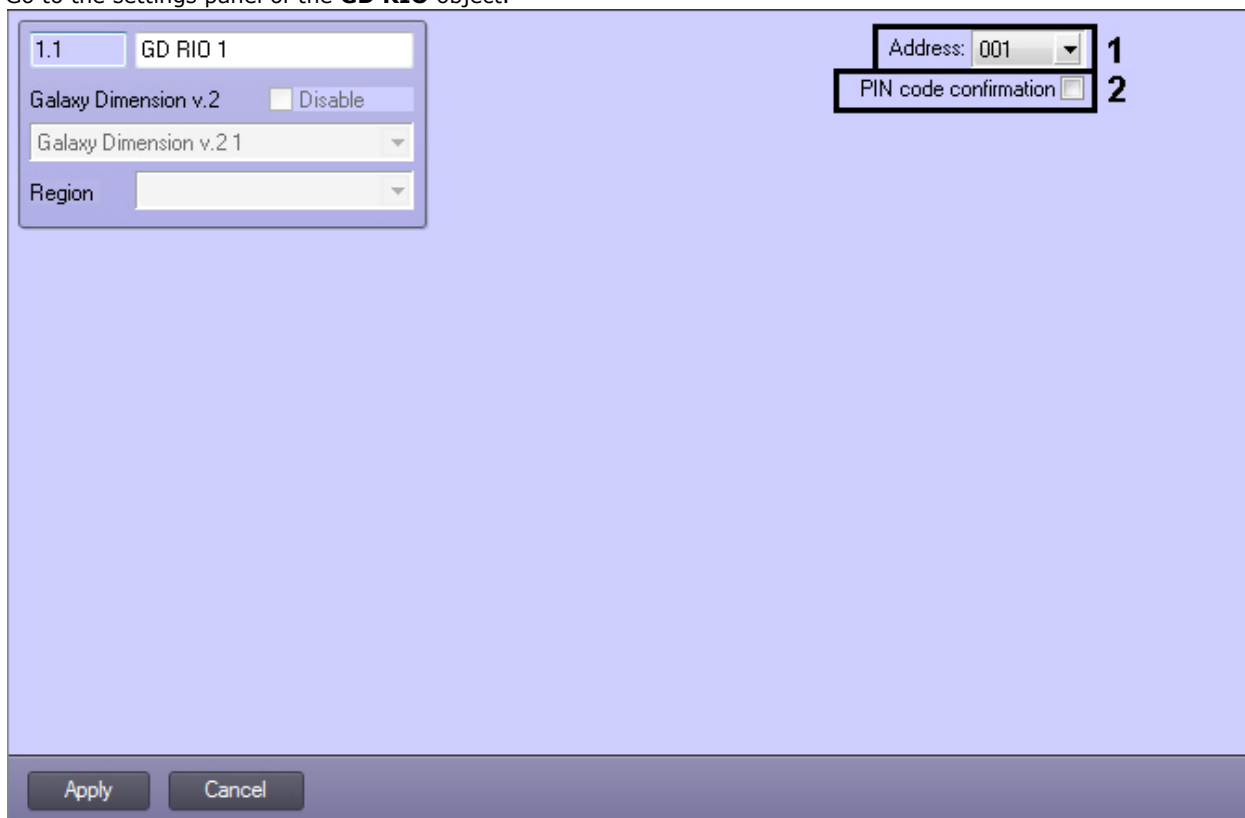 Go to the settings panel of the GD RIO object.
1.1 GD RIO 1
Address: 001 1
Galaxy Dimension v.2 Disable
PIN code confirmation 2
Galaxy Dimension v.2 1
Region
Apply Cancel